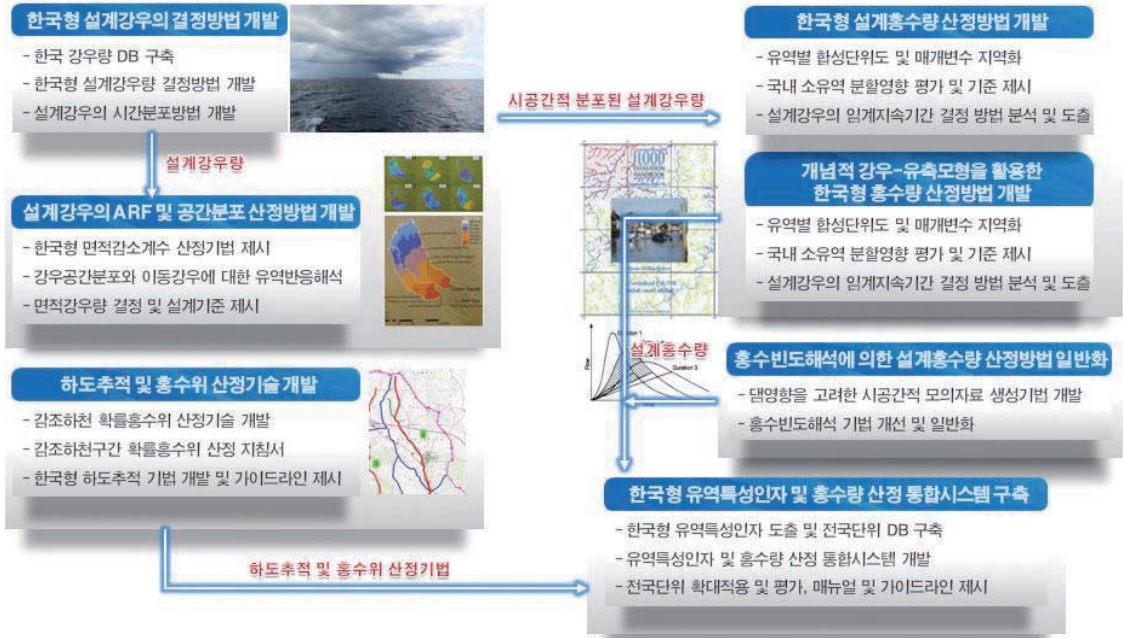 한국형 설계강우의 결정방법 개발
- 한국 강우량 DB 구축
- 한국형 설계강우량 결정방법 개발
- 설계강우의 시간분포방법 개발
설계강우량
설계강우의 ARF 및 공간분포 산정방법 개발
- 한국형 면적감소계수 산정기법 제시
- 강우공간분포와 이동강우에 대한 유역반응해석
- 면적강우량 결정 및 설계기준 제시
하도추적 및 홍수위 산정기술 개발
- 감조하천 확률홍수위 산정기술 개발
- 감조하천구간 확률홍수위 산정 지침서
- 한국형 하도추적 기법 개발 및 가이드라인 제시
하도추적 및 홍수위 산정기법
시공간적 분포된 설계강우량
한국형 설계홍수량 산정방법 개발
- 유역별 합성단위도 및 매개변수 지역화
- 국내 소유역 분할영향 평가 및 기준 제시
- 설계강우의 임계지속기간 결정 방법 분석 및 도출
개념적 강우-유축모형을 활용한
한국형 홍수량 산정방법 개발
- 유역별 합성단위도 및 매개변수 지역화
- 국내 소유역 분할영향 평가 및 기준 제시
- 설계강우의 임계지속기간 결정 방법 분석 및 도출
FLOOD
ESTIMATION
HANDBOOK
Duration 1
Duration 3
Flow
설계홍수량
홍수빈도해석에 의한 설계홍수량 산정방법 일반화
- 댐영향을 고려한 시공간적 모의자료 생성기법 개발
- 홍수빈도해석 기법 개선 및 일반화
한국형 유역특성인자 및 홍수량 산정 통합시스템 구축
- 한국형 유역특성인자 도출 및 전국단위 DB 구축
- 유역특성인자 및 홍수량 산정 통합시스템 개발
- 전국단위 확대적용 및 평가, 매뉴얼 및 가이드라인 제시